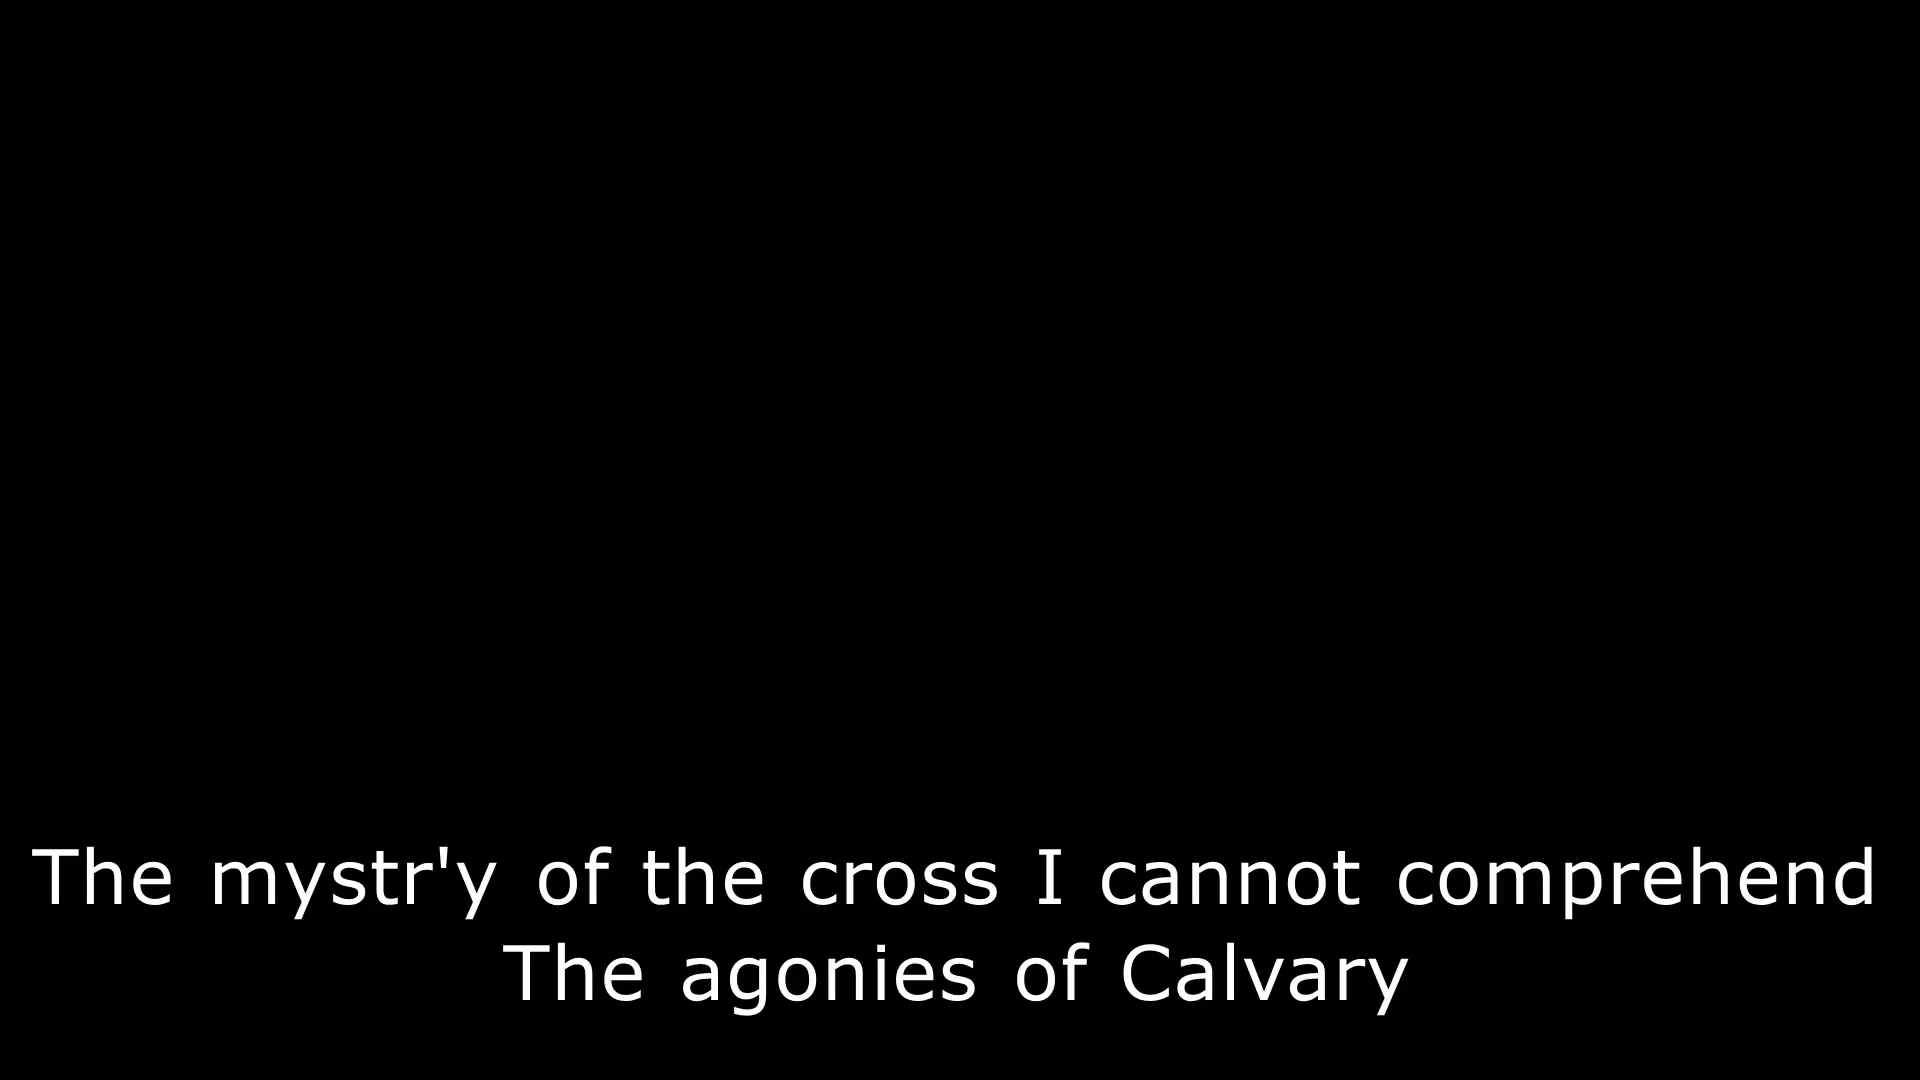 The mystr'y of the cross I cannot comprehend
The agonies of Calvary